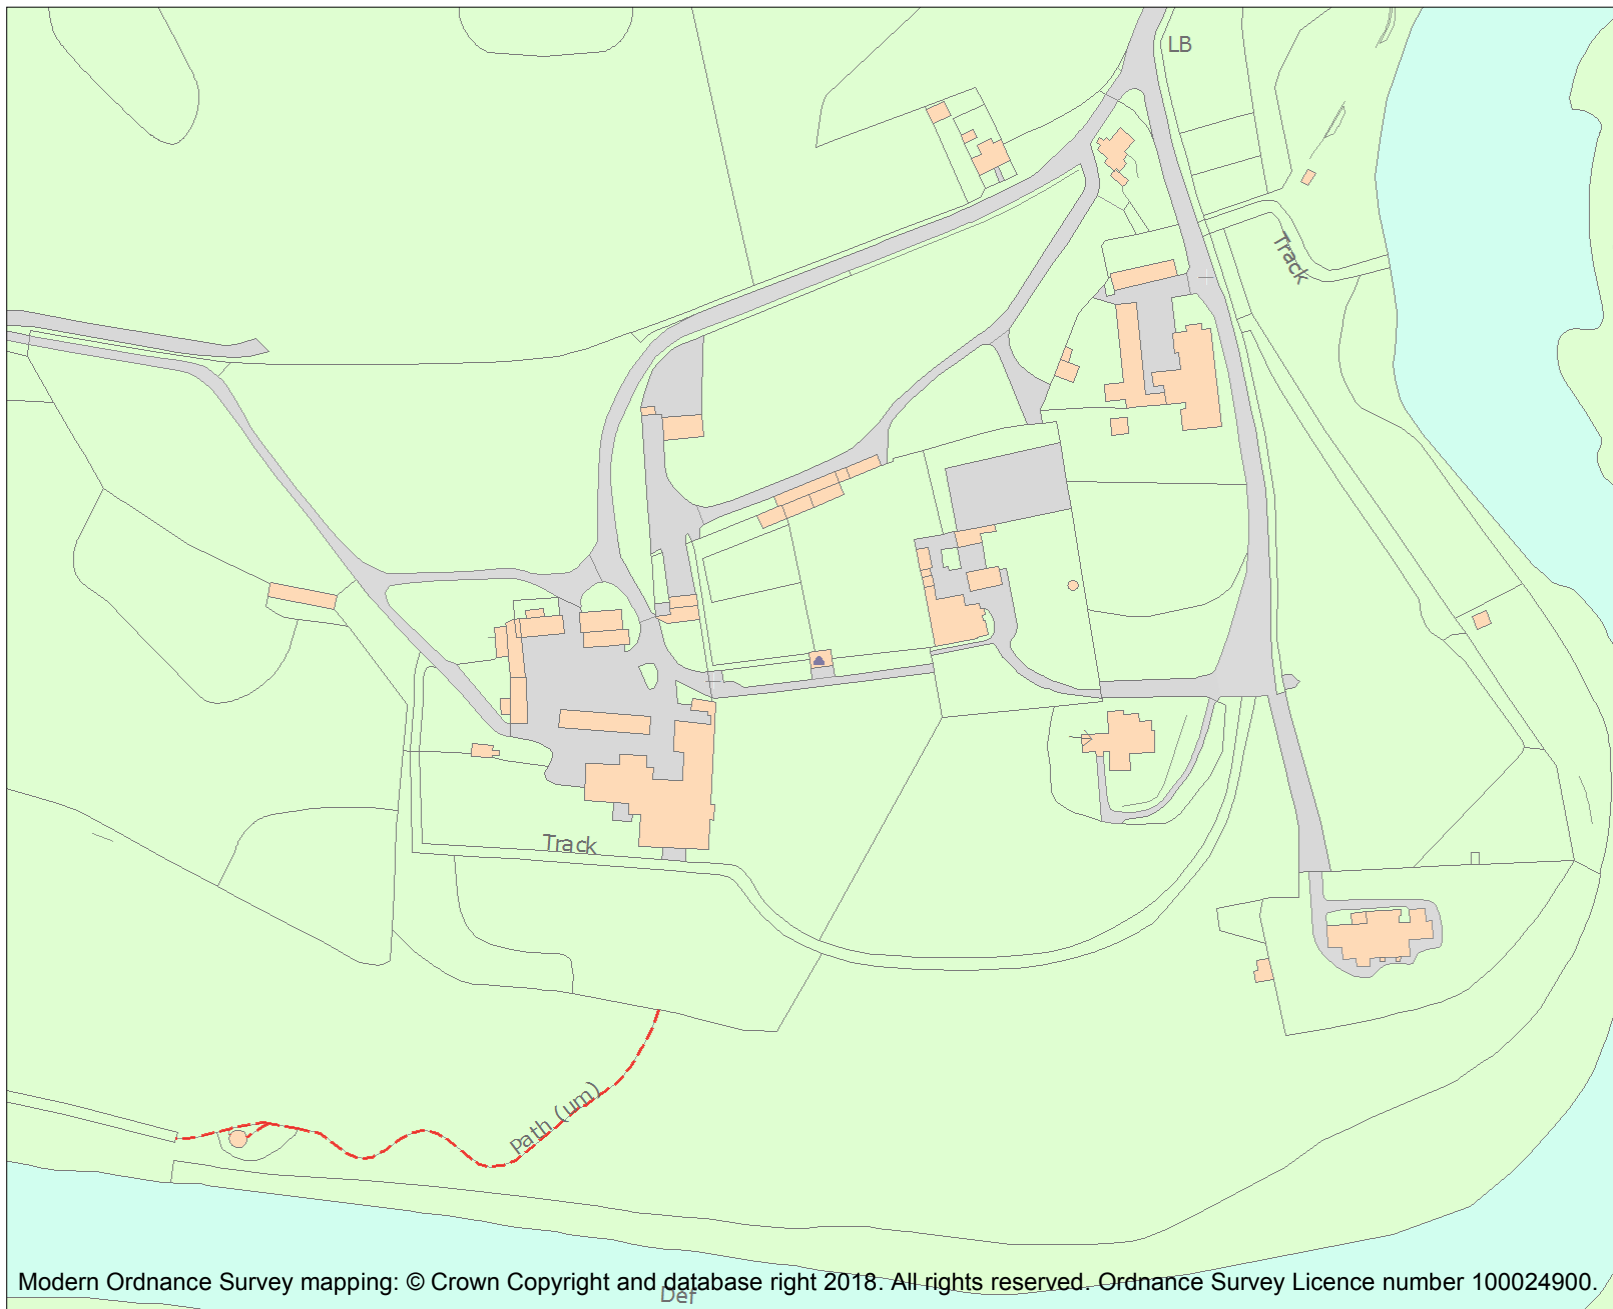 LB
Track
Track
Path (um)
Modern Ordnance Survey mapping: © Crown Copyright and database right 2018. All rights reserved. Ordnance Survey Licence number 100024900.
Def